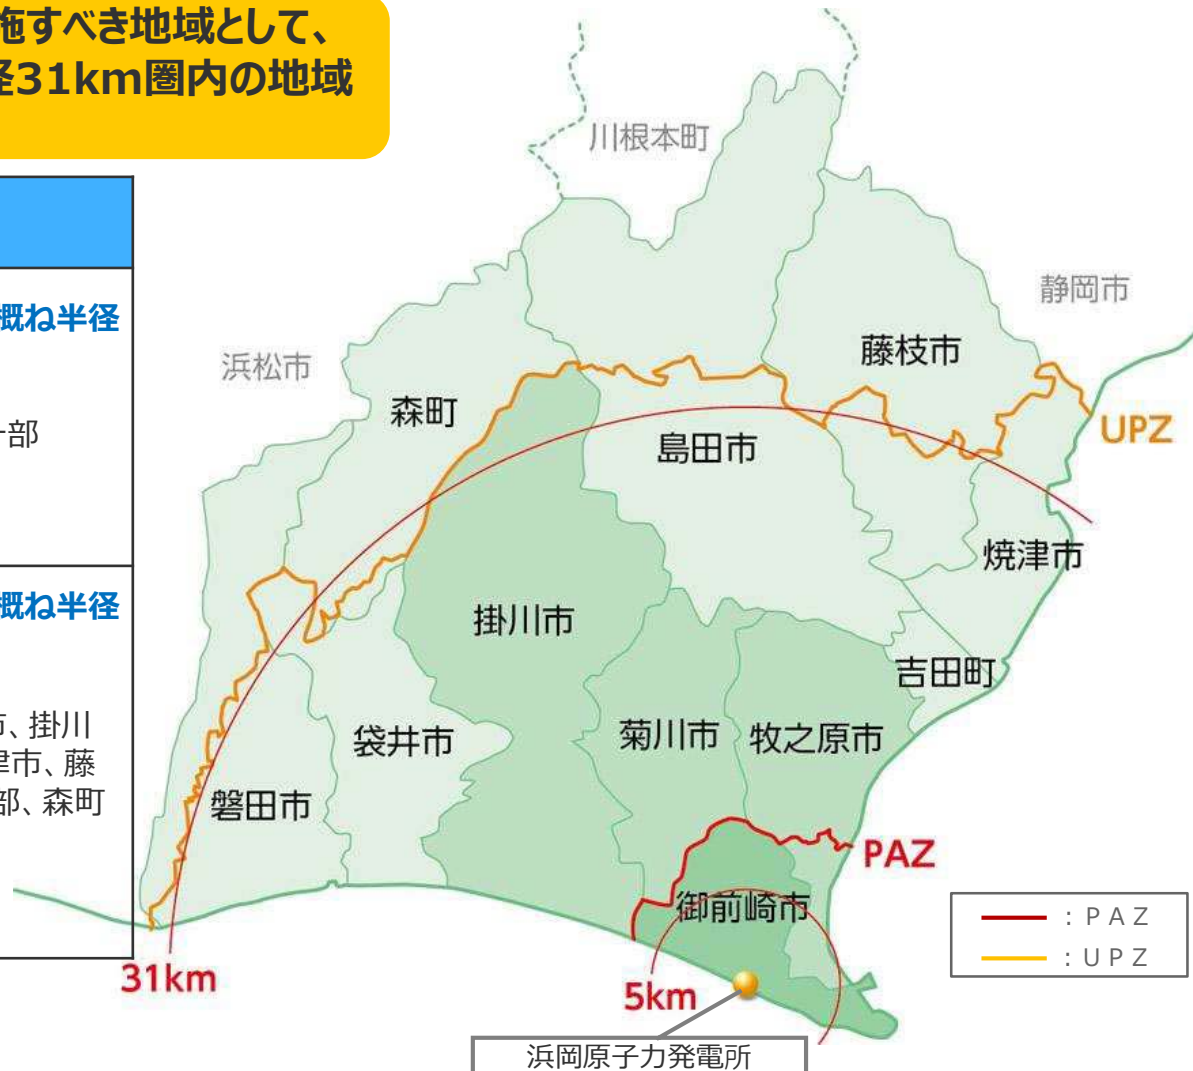 施すべき地域として、
径31km圏内の地域
概ね半径
一部
概ね半径
市、掛川
津市、藤
部、森町
川根本町
静岡市
浜松市
藤枝市
森町
UPZ
島田市
焼津市
掛川市
吉田町
菊川市
牧之原市
袋井市
磐田市
PAZ
御前崎市
31km
5km
浜岡原子力発電所
：ＰＡＺ
：ＵＰＺ